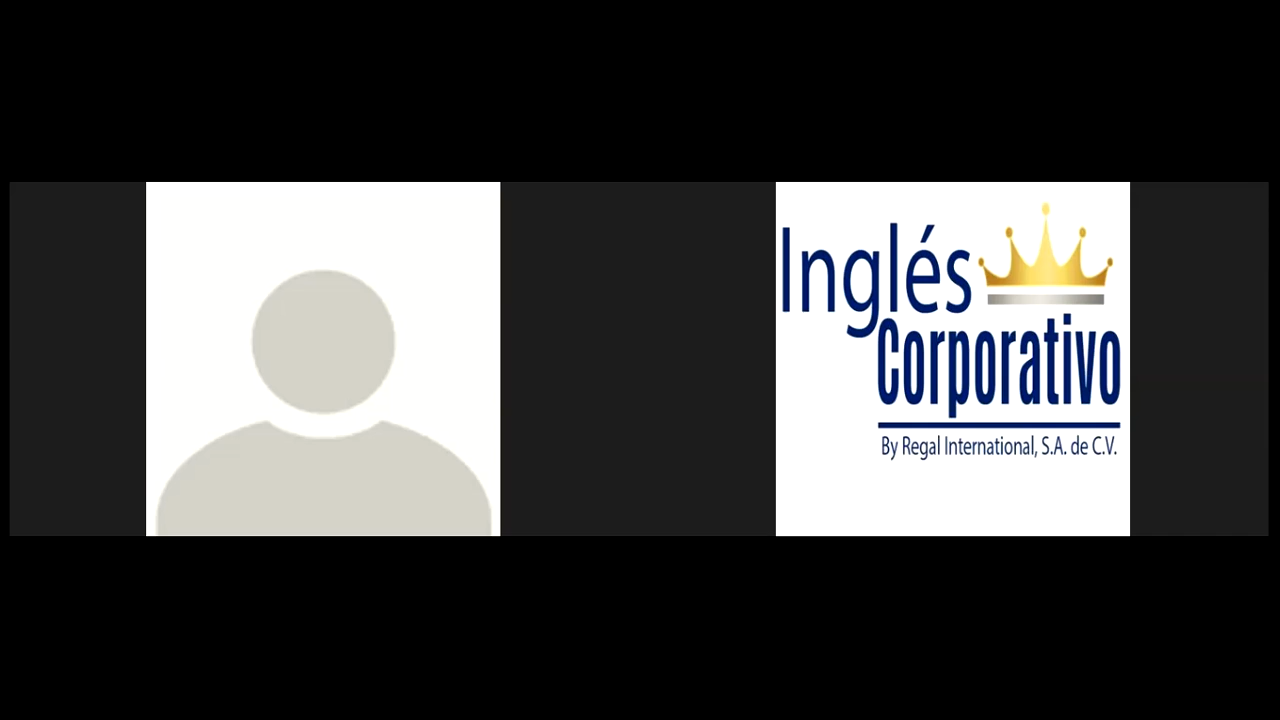 Inglés
Corporativo
By Regal International, S.A. de C.V.